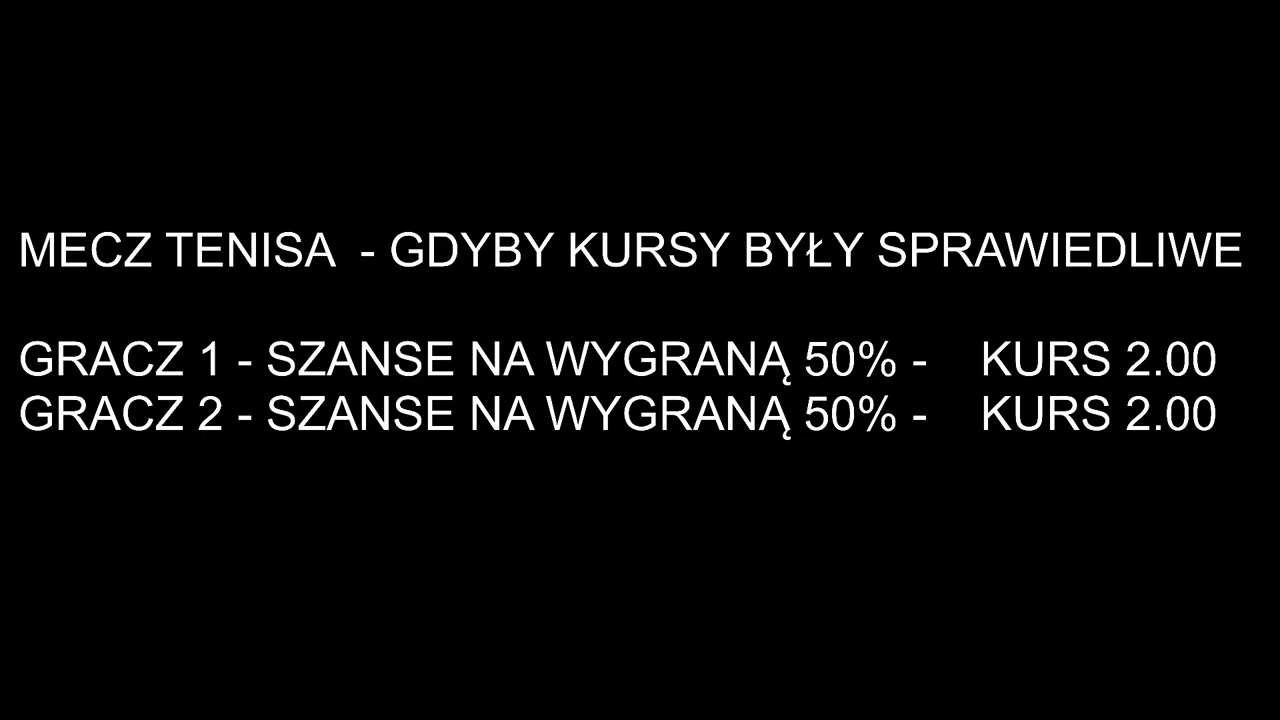 MECZ TENISA - GDYBY KURSY BYŁY SPRAWIEDLIWE
GRACZ 1 - SZANSE NA WYGRANĄ 50% - KURS 2.00
GRACZ 2 - SZANSE NA WYGRANĄ 50% - KURS 2.00